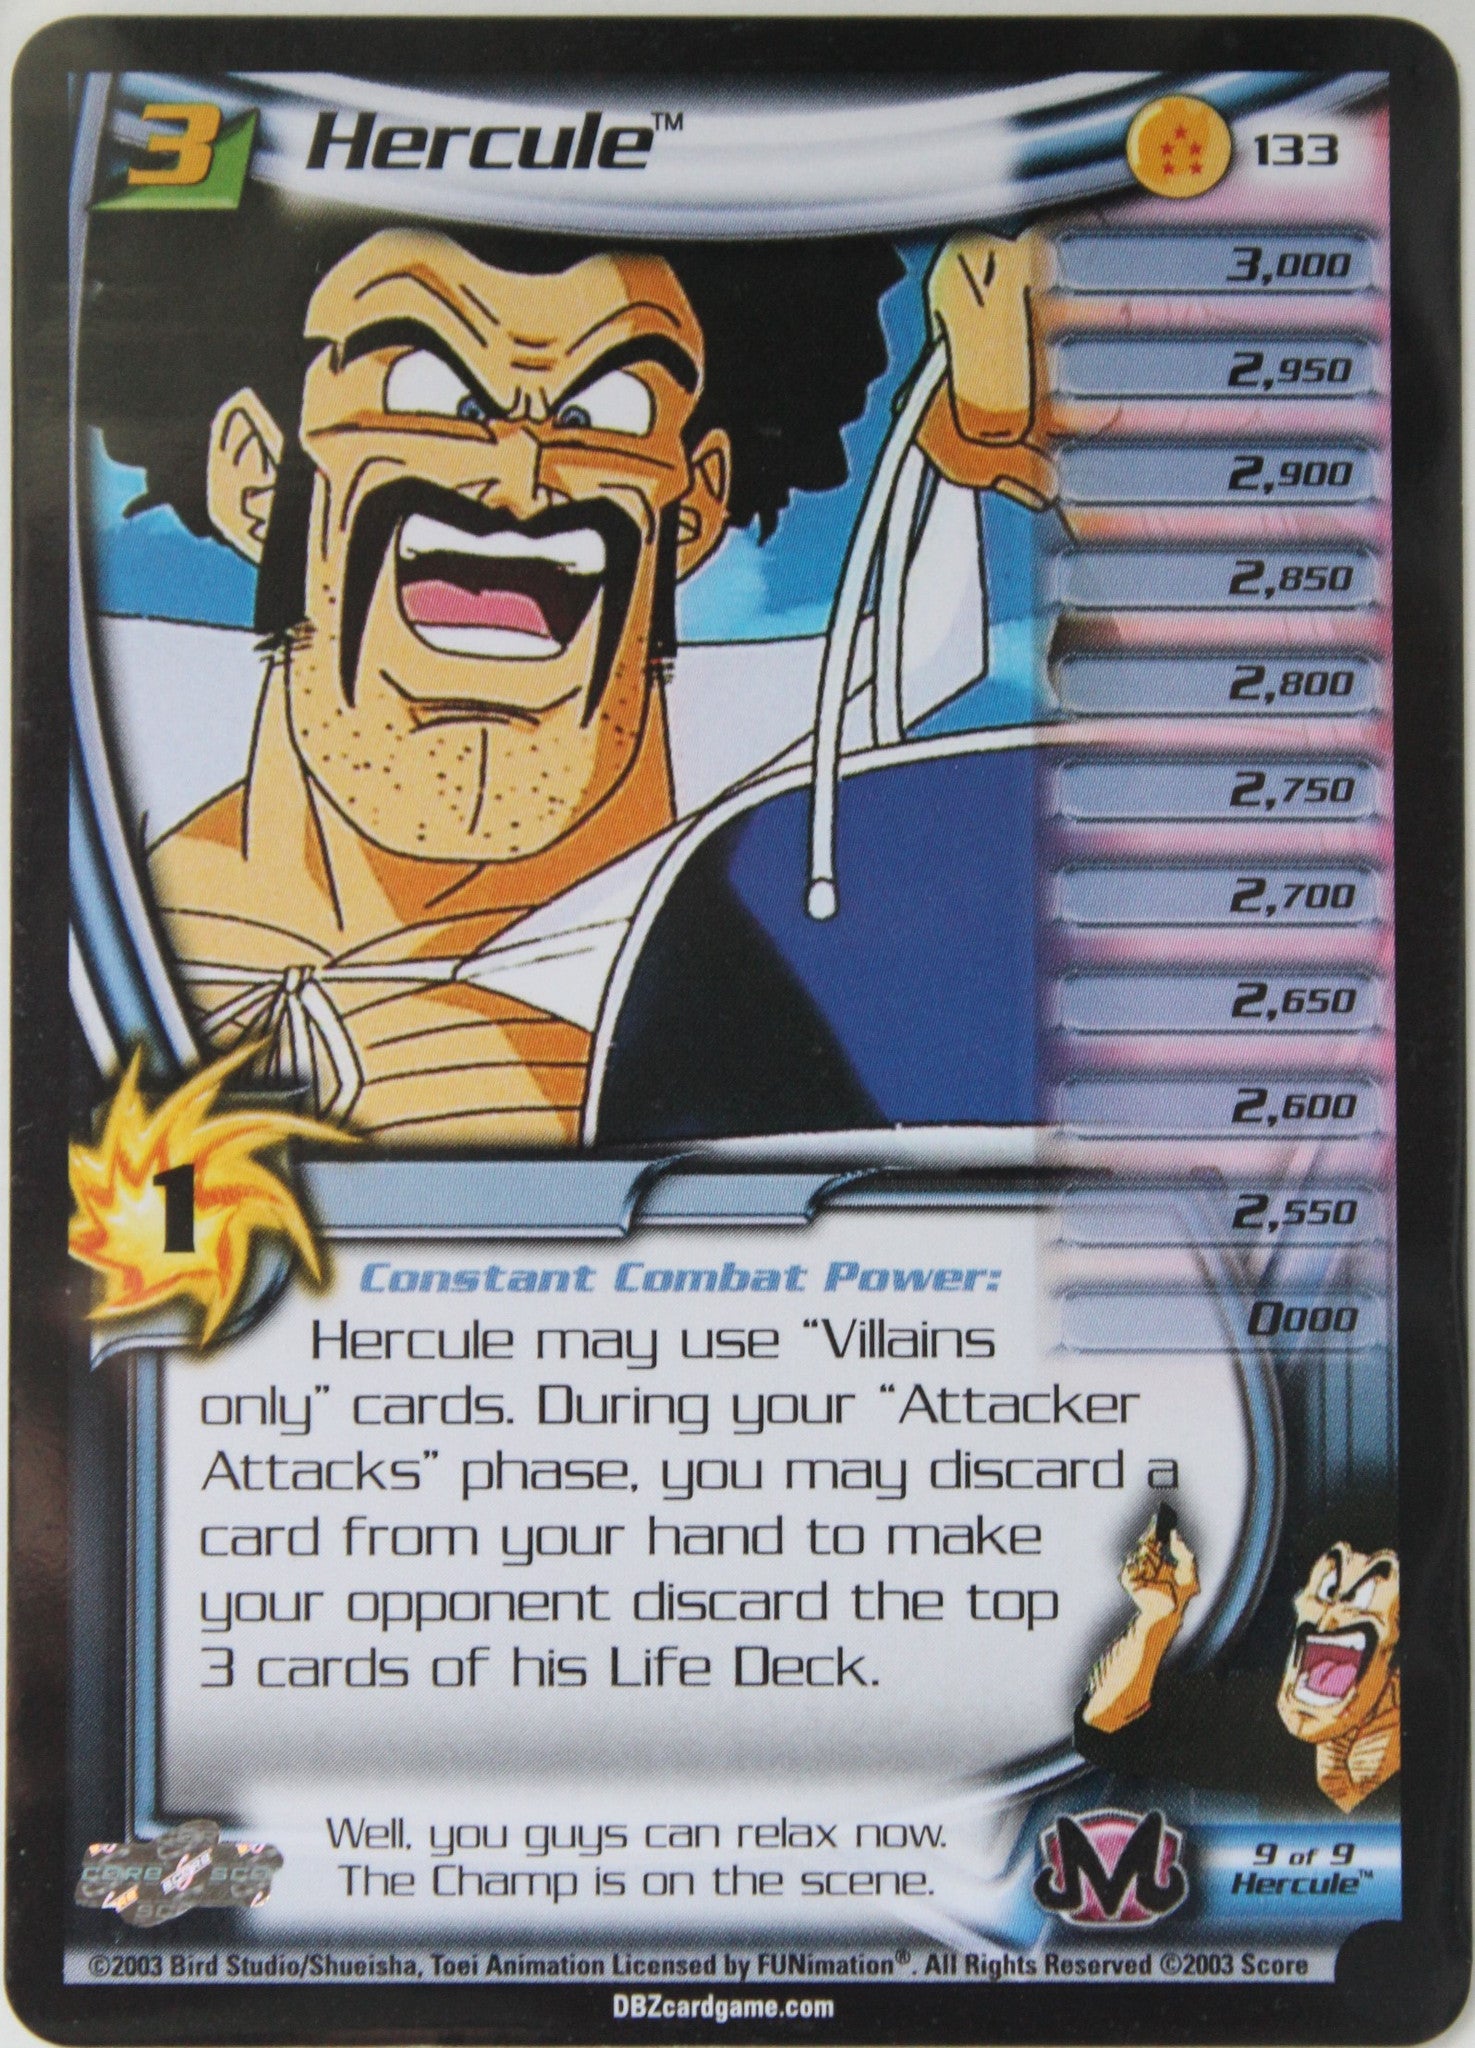 3
Hercule™
133
3,000
2,950
2,900
2,850
2,800
2,750
2,700
2,650
2,600
2,550
0000
1
Constant Combat Power:
Hercule may use “Villains
only” cards. During your “Attacker
Attacks” phase, you may discard a
card from your hand to make
your opponent discard the top
3 cards of his Life Deck.
Well, you guys can relax now.
The Champ is on the scene.
M
9 of 9
Hercule™
©2003 Bird Studio/Shueisha, Toei Animation Licensed by FUNimation®. All Rights Reserved ©2003 Score
DBZcardgame.com